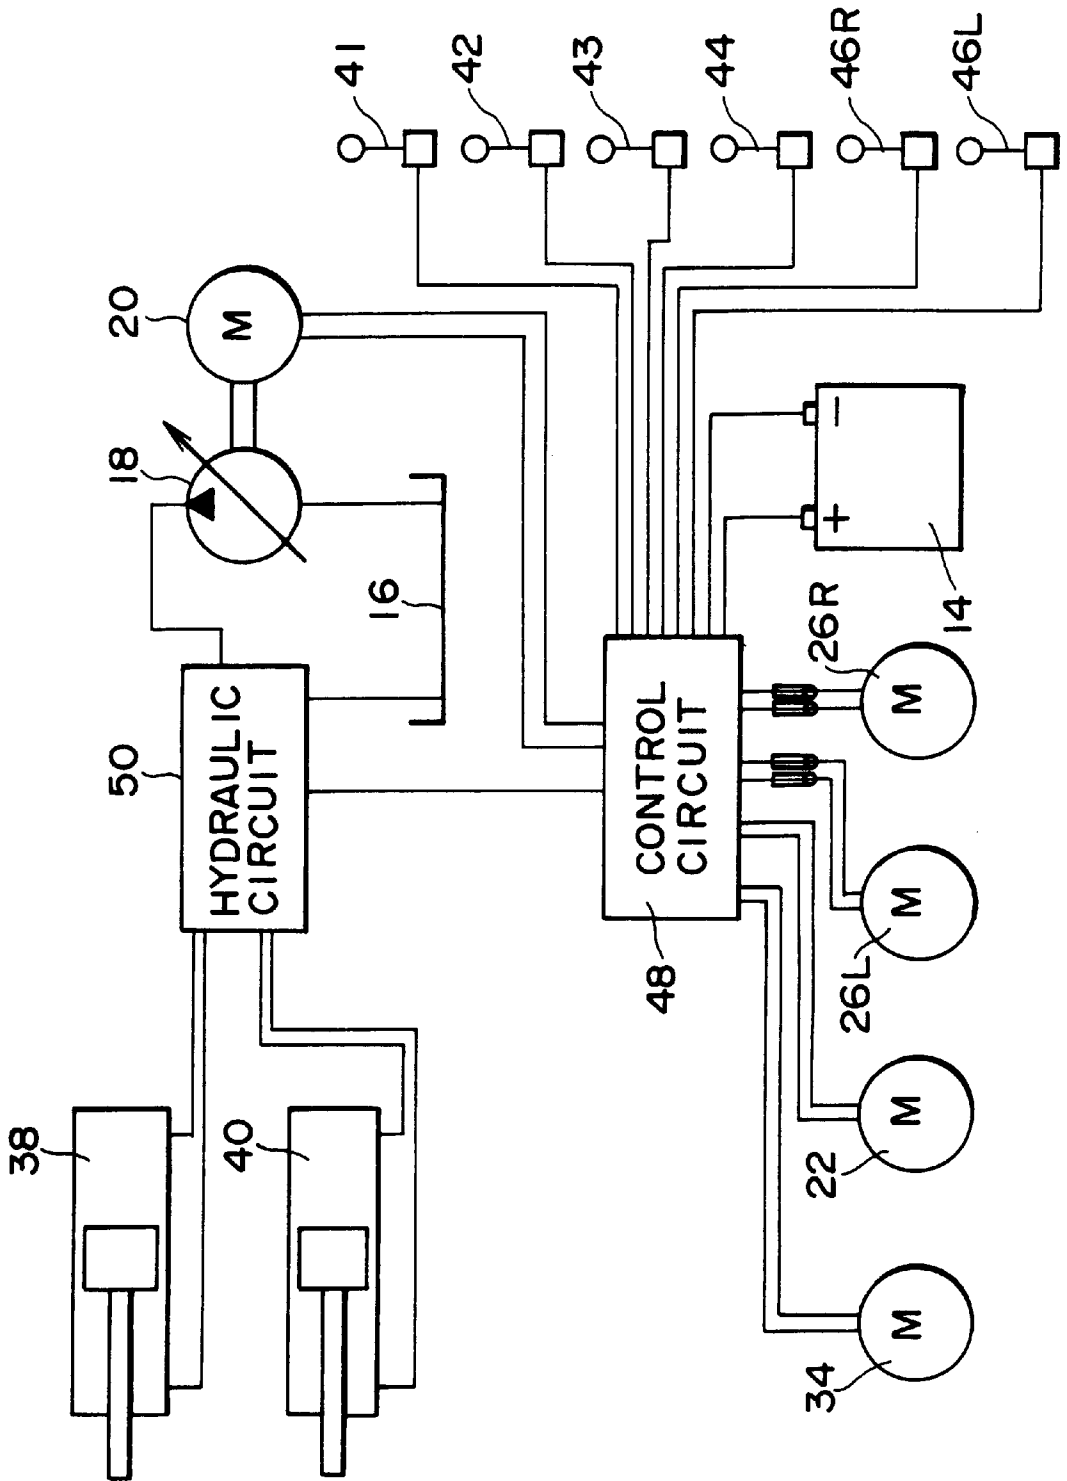 38
40
50
HYDRAULIC
CIRCUIT
18
20
M
16
41
42
43
44
46R
46L
48
CONTROL
CIRCUIT
34
M
22
M
26L
M
26R
M
14
+
−